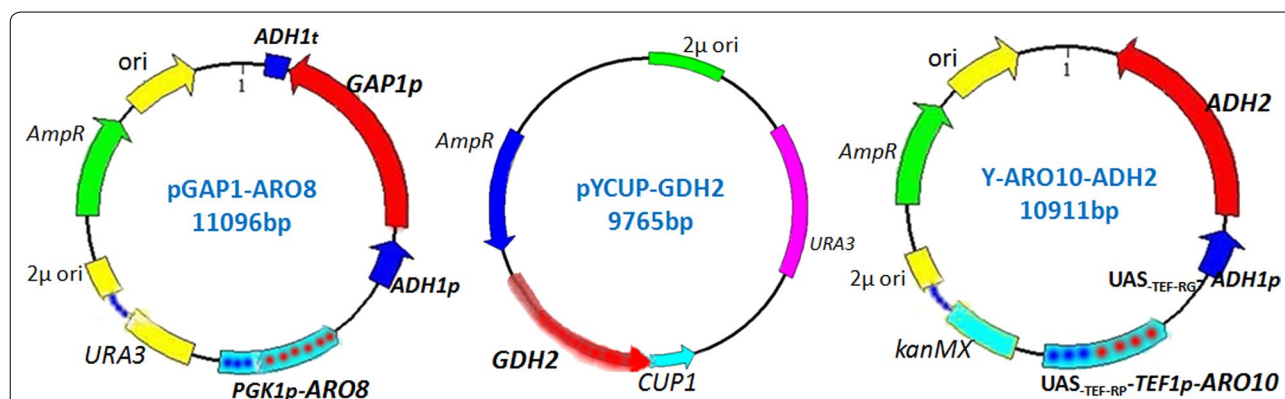 ADH1t
ori
GAP1p
1
AmpR
pGAP1-ARO8
11096bp
2μ ori
ADH1p
URA3
PGK1p-ARO8
2μ ori
AmpR
pYCUP-GDH2
9765bp
URA3
GDH2
CUP1
ori
1
ADH2
AmpR
Y-ARO10-ADH2
10911bp
2μ ori
UAS-TEF-RG- ADH1p
kanMX
UAS-TEF-RP-TEF1p-ARO10